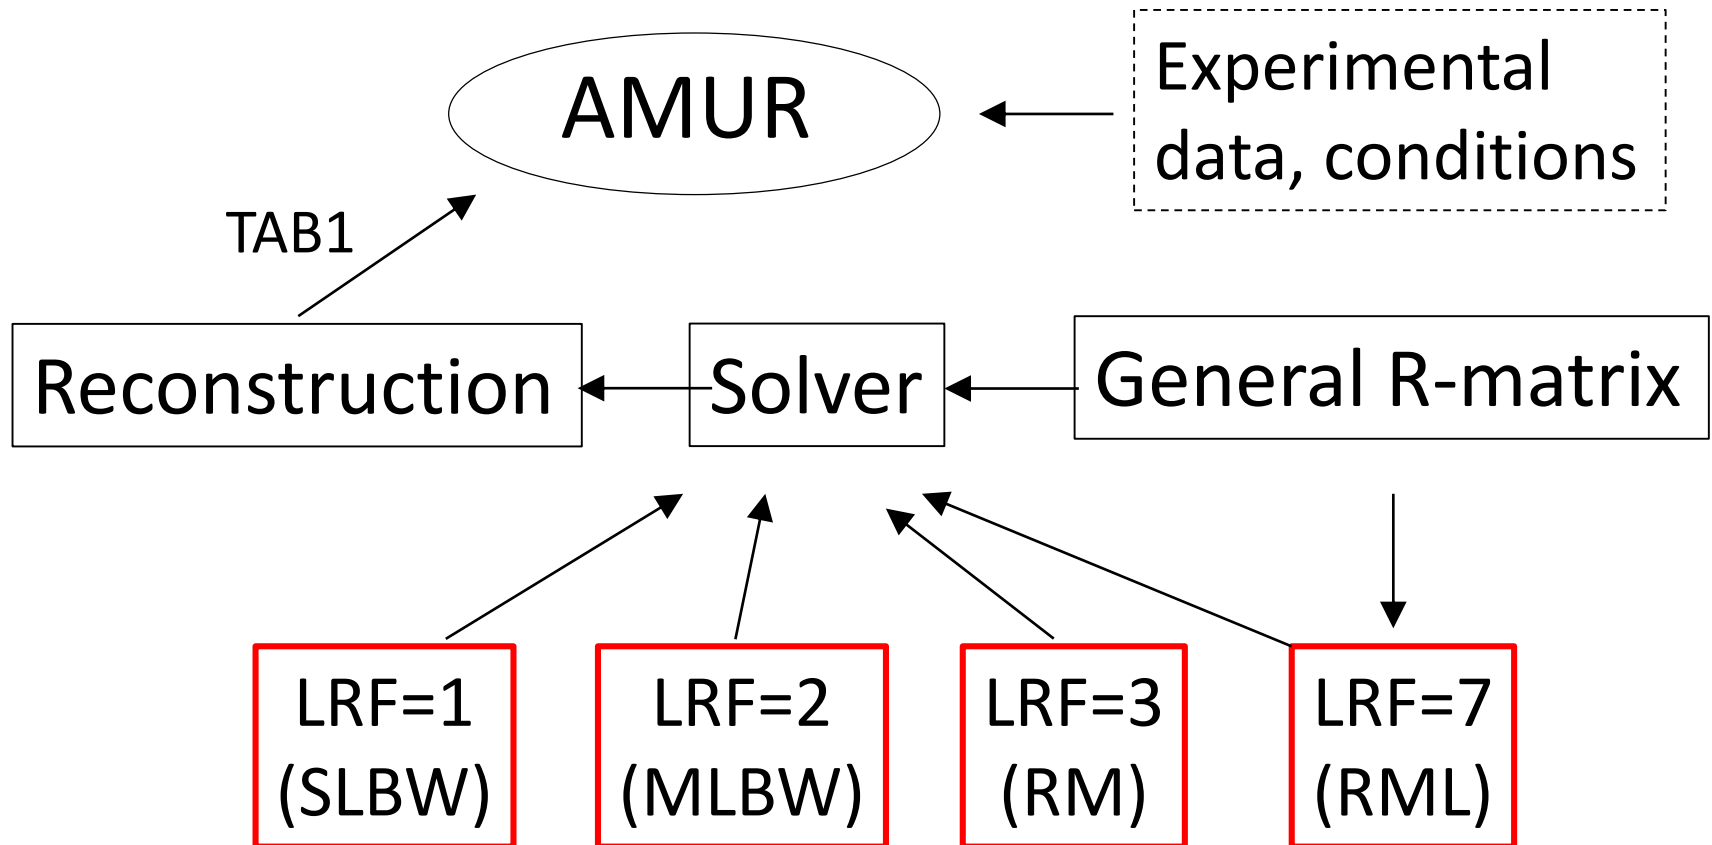 AMUR
Experimental
data, conditions
TAB1
Reconstruction
Solver
General R-matrix
LRF=1
(SLBW)
LRF=2
(MLBW)
LRF=3
(RM)
LRF=7
(RML)